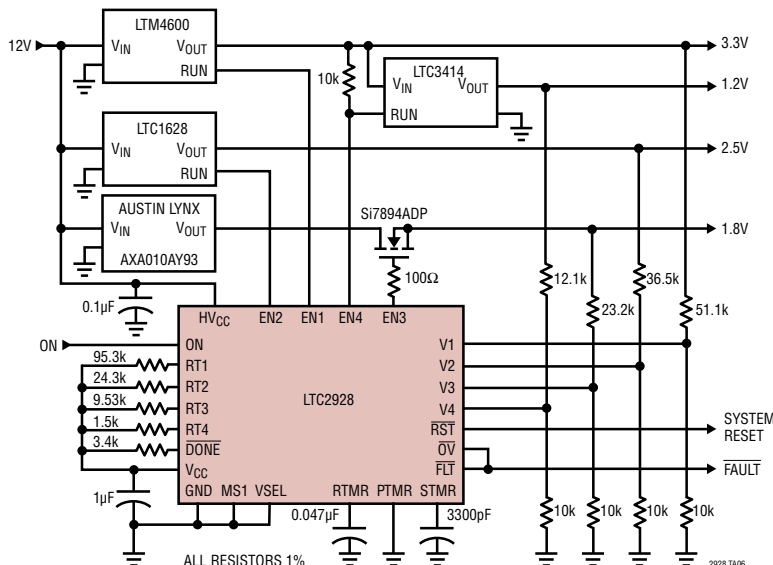 LTM4600
12V
VIN
VOUT
RUN
3.3V
10k
LTC3414
VIN
VOUT
RUN
1.2V
LTC1628
VIN
VOUT
RUN
2.5V
AUSTIN LYNX
VIN
VOUT
AXA010AY93
Si7894ADP
1.8V
100Ω
12.1k
23.2k
36.5k
51.1k
0.1µF
HVCC
EN2
EN1
EN4
EN3
ON
ON
95.3k
RT1
24.3k
RT2
9.53k
RT3
1.5k
RT4
3.4k
DONE
VCC
LTC2928
V1
V2
V3
V4
RST
OV
FLT
SYSTEM
RESET
FAULT
1µF
GND
MS1
VSEL
RTMR
PTMR
STMR
0.047µF
3300pF
10k
10k
10k
10k
ALL RESISTORS 1%
2928 TA06